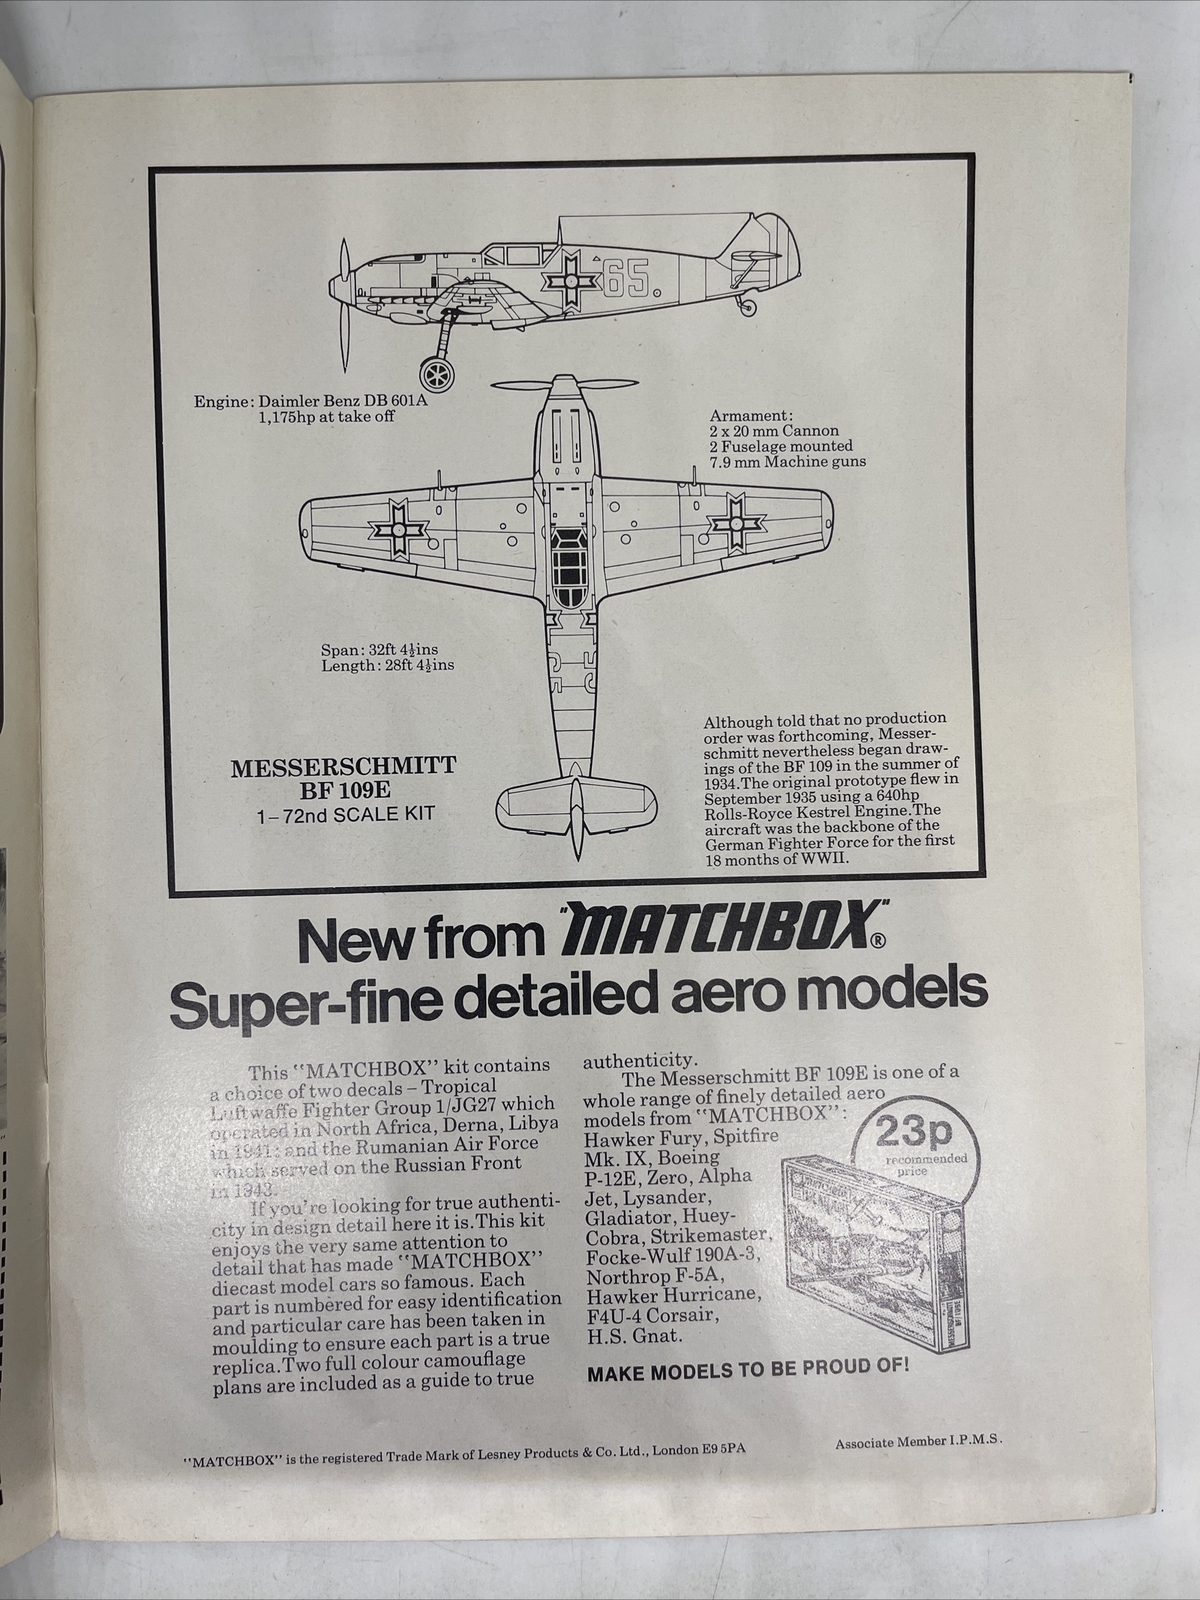 65
Engine: Daimler Benz DB 601A
1,175hp at take off
Armament:
2 x 20 mm Cannon
2 Fuselage mounted
7.9 mm Machine guns
Span: 32ft 4½ins
Length: 28ft 4½ins
MESSERSCHMITT
BF 109E
1-72nd SCALE KIT
Although told that no production
order was forthcoming, Messer-
schmitt nevertheless began draw-
ings of the BF 109 in the summer of
1934.The original prototype flew in
September 1935 using a 640hp
Rolls-Royce Kestrel Engine.The
aircraft was the backbone of the
German Fighter Force for the first
18 months of WWII.
New from "MATCHBOX"®
Super-fine detailed aero models
This "MATCHBOX" kit contains
a choice of two decals – Tropical
Luftwaffe Fighter Group 1/JG27 which
operated in North Africa, Derna, Libya
in 1941; and the Rumanian Air Force
which served on the Russian Front
in 1943.
If you're looking for true authenti-
city in design detail here it is.This kit
enjoys the very same attention to
detail that has made "MATCHBOX"
diecast model cars so famous. Each
part is numbered for easy identification
and particular care has been taken in
moulding to ensure each part is a true
replica.Two full colour camouflage
plans are included as a guide to true
authenticity.
The Messerschmitt BF 109E is one of a
whole range of finely detailed aero
models from "MATCHBOX":
Hawker Fury, Spitfire
Mk. IX, Boeing
P-12E, Zero, Alpha
Jet, Lysander,
Gladiator, Huey-
Cobra, Strikemaster,
Focke-Wulf 190A-3,
Northrop F-5A,
Hawker Hurricane,
F4U-4 Corsair,
H.S. Gnat.
23p
recommended
price
MESSERSCHMITT
BF109E
MAKE MODELS TO BE PROUD OF!
"MATCHBOX" is the registered Trade Mark of Lesney Products & Co. Ltd., London E9 5PA
Associate Member I.P.M.S.